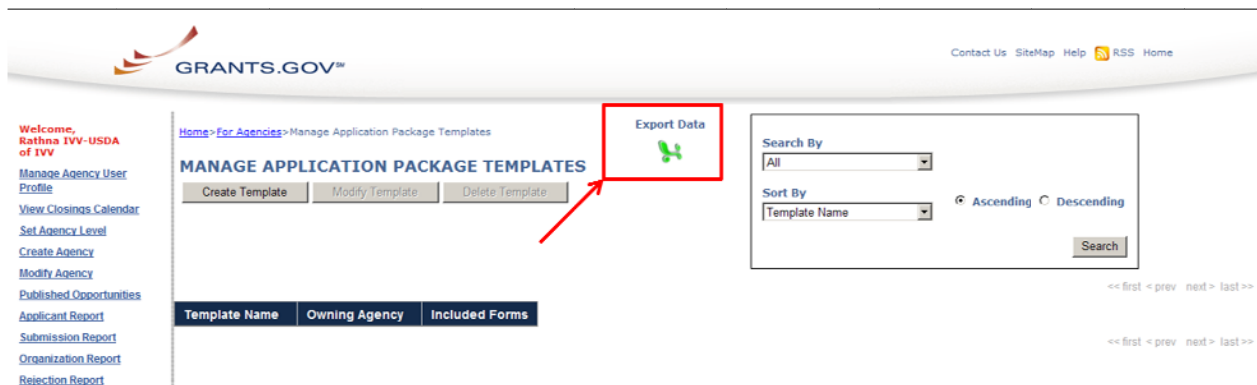 GRANTS.GOV℠
Contact Us SiteMap Help RSS Home
Welcome,
Rathna IVV-USDA
of IVV
Manage Agency User
Profile
View Closings Calendar
Set Agency Level
Create Agency
Modify Agency
Published Opportunities
Applicant Report
Submission Report
Organization Report
Rejection Report
Home>For Agencies>Manage Application Package Templates
MANAGE APPLICATION PACKAGE TEMPLATES
Create Template Modify Template Delete Template
Export Data
Search By
All
Sort By
Template Name
Ascending Descending
Search
<< first < prev next > last >>
Template Name Owning Agency Included Forms
<< first < prev next > last >>